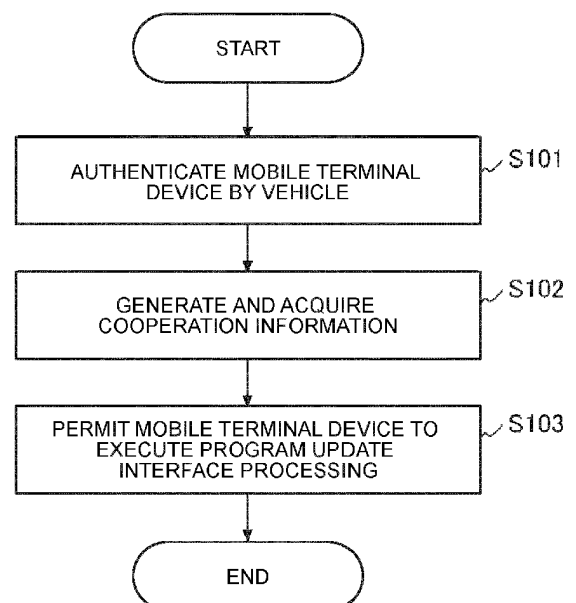 START
AUTHENTICATE MOBILE TERMINAL
DEVICE BY VEHICLE
S101
GENERATE AND ACQUIRE
COOPERATION INFORMATION
S102
PERMIT MOBILE TERMINAL DEVICE TO
EXECUTE PROGRAM UPDATE
INTERFACE PROCESSING
S103
END